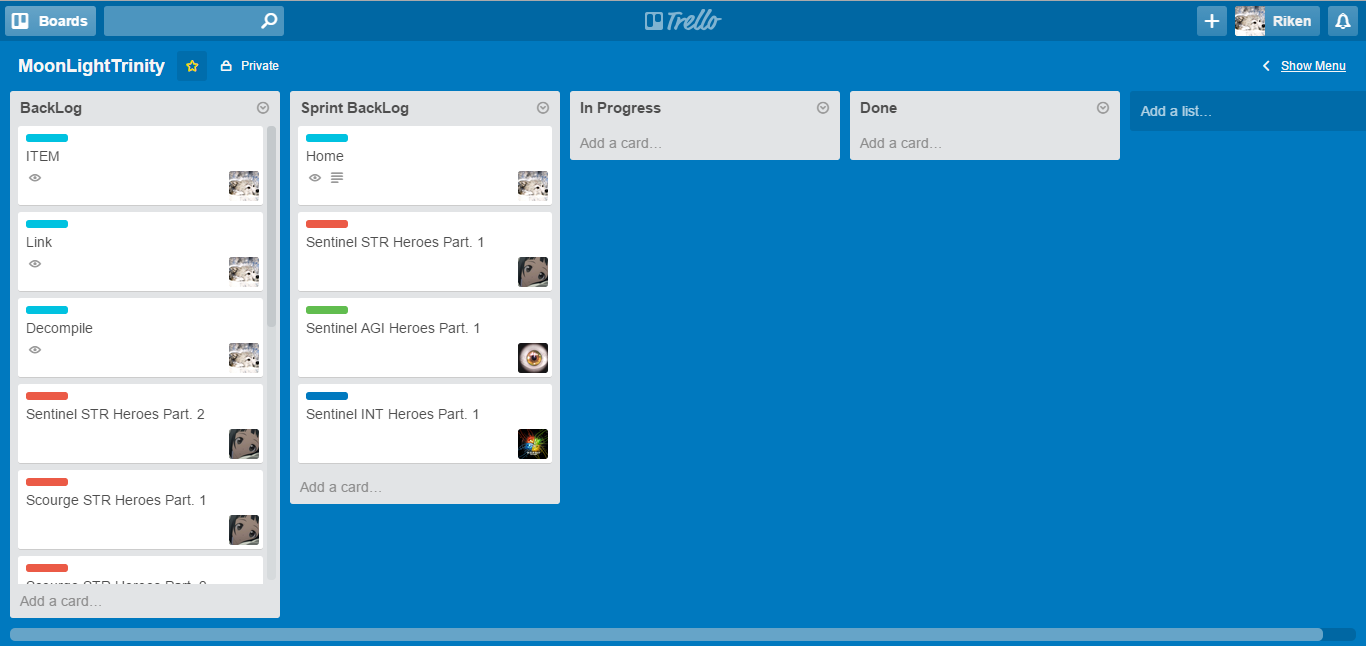 Boards
Trello
Riken
MoonLightTrinity
Private
Show Menu
BackLog
ITEM
Link
Decompile
Sentinel STR Heroes Part. 2
Scourge STR Heroes Part. 1
Add a card…
Sprint BackLog
Home
Sentinel STR Heroes Part. 1
Sentinel AGI Heroes Part. 1
Sentinel INT Heroes Part. 1
Add a card…
In Progress
Add a card…
Done
Add a card…
Add a list…